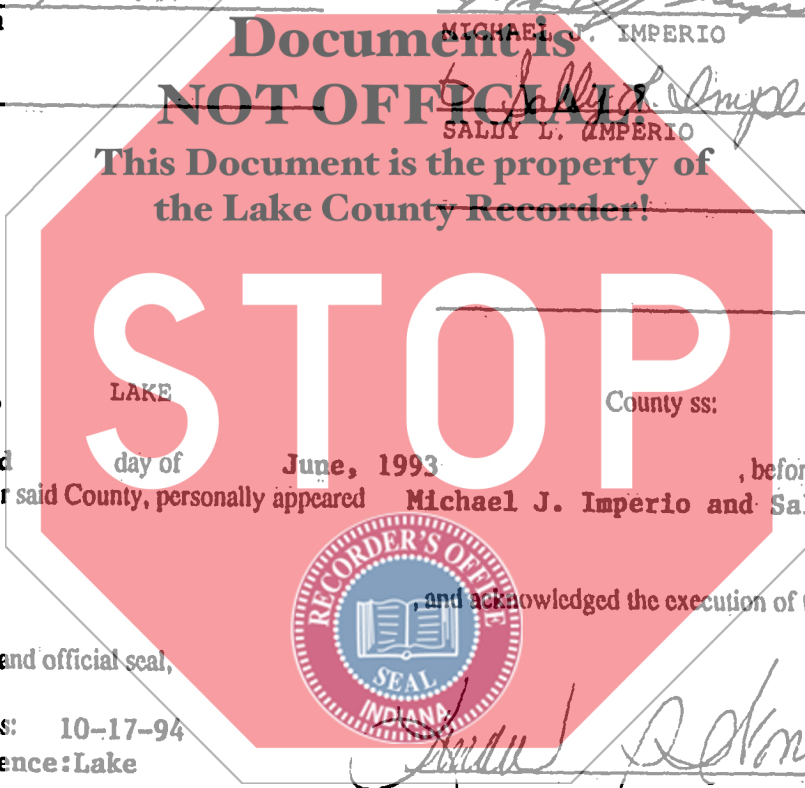 Document is
MICHAEL J. IMPERIO
NOT OFFICIAL!
Sally L.
SALLY L. IMPERIO
This Document is the property of
the Lake County Recorder!
STOP
LAKE County ss:
day of June, 1993 , before
said County, personally appeared Michael J. Imperio and
RECORDER'S OFFICE
SEAL
INDIANA
, and acknowledged the execution of
and official seal,
s: 10-17-94
ence:Lake